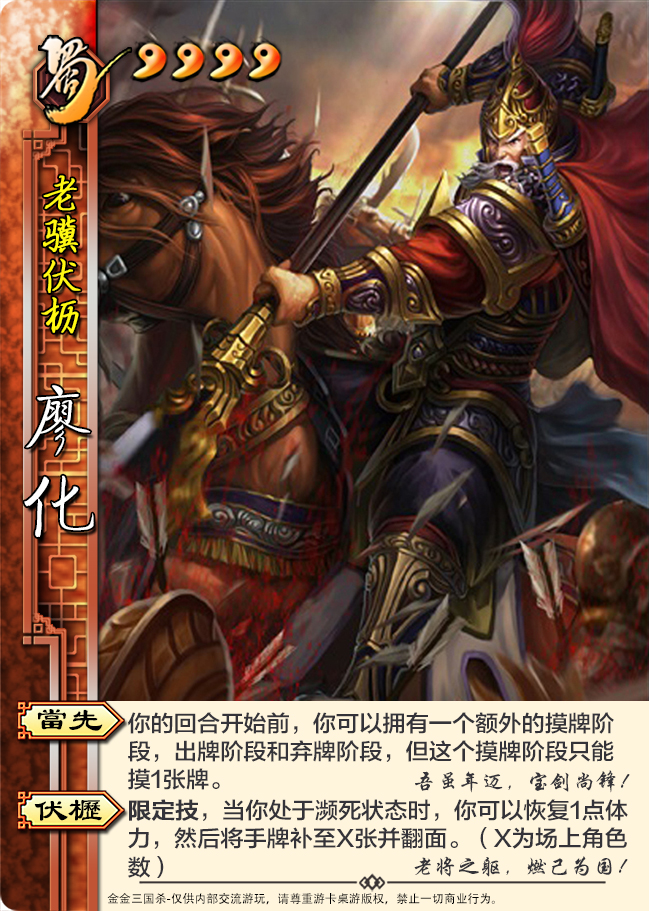 蜀
老骥伏枥
廖化
當先
你的回合开始前，你可以拥有一个额外的摸牌阶
段，出牌阶段和弃牌阶段，但这个摸牌阶段只能
摸1张牌。
吾虽年迈，宝剑尚锋！
伏櫪
限定技，当你处于濒死状态时，你可以恢复1点体
力，然后将手牌补至X张并翻面。（X为场上角色
数）
老将之躯，燃己为国！
金金三国杀-仅供内部交流游玩，请尊重游卡桌游版权，禁止一切商业行为。